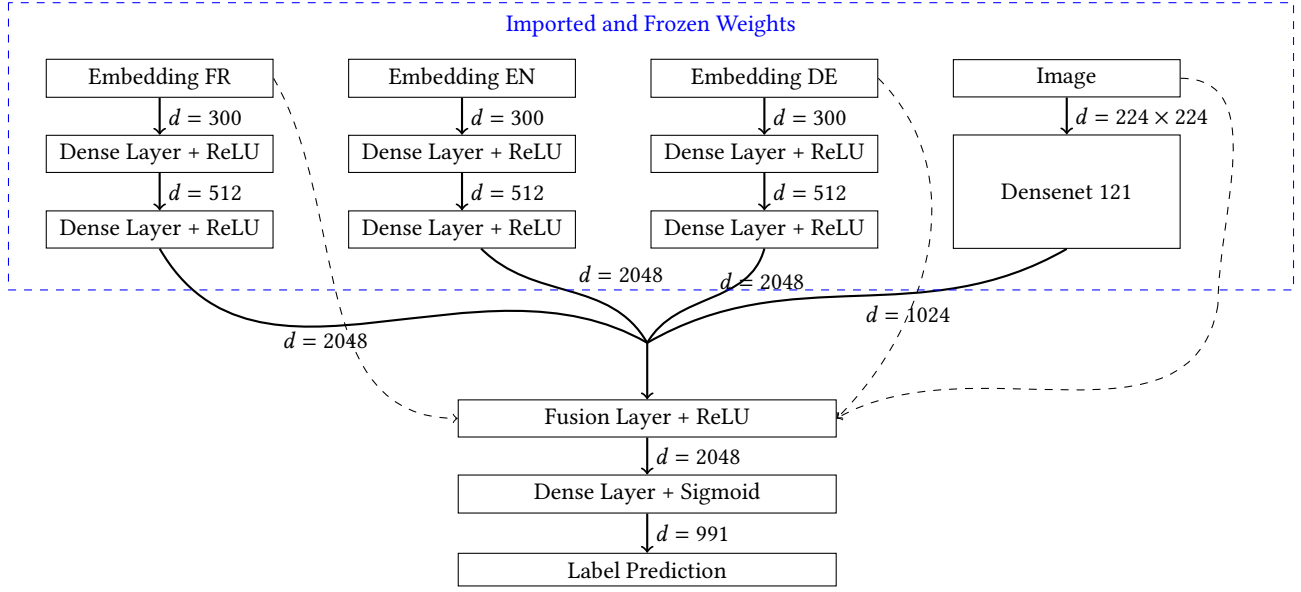 Imported and Frozen Weights
Embedding FR
Embedding EN
Embedding DE
Image
d = 300
d = 300
d = 300
d = 224 × 224
Dense Layer + ReLU
Dense Layer + ReLU
Dense Layer + ReLU
Densenet 121
d = 512
d = 512
d = 512
Dense Layer + ReLU
Dense Layer + ReLU
Dense Layer + ReLU
d = 2048
d = 2048
d = 1024
d = 2048
Fusion Layer + ReLU
d = 2048
Dense Layer + Sigmoid
d = 991
Label Prediction